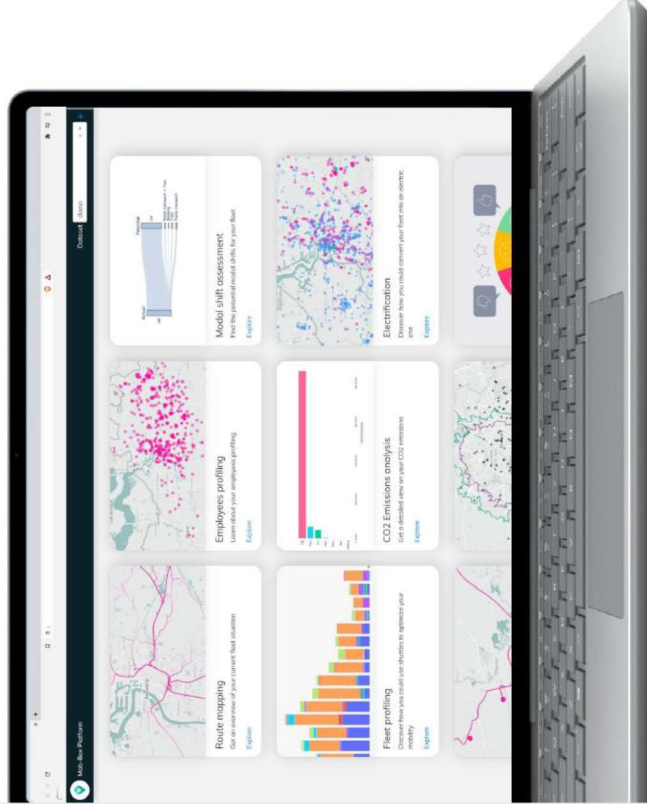 Mob-Box Platform
Dataset
demo
Route mapping
Get an overview of your current fleet situation
Explore
Employees profiling
Learn about your employees profiling
Explore
Actual
Potential
Modal shift assessment
Find the potential modal shifts for your fleet
Explore
Fleet profiling
Discover how you could use shuttles to optimize your
mobility
Explore
CO2 Emissions analysis
Get a detailed view on your CO2 emissions
Explore
Electrification
Discover how you could convert your fleet into an electric
one
Explore